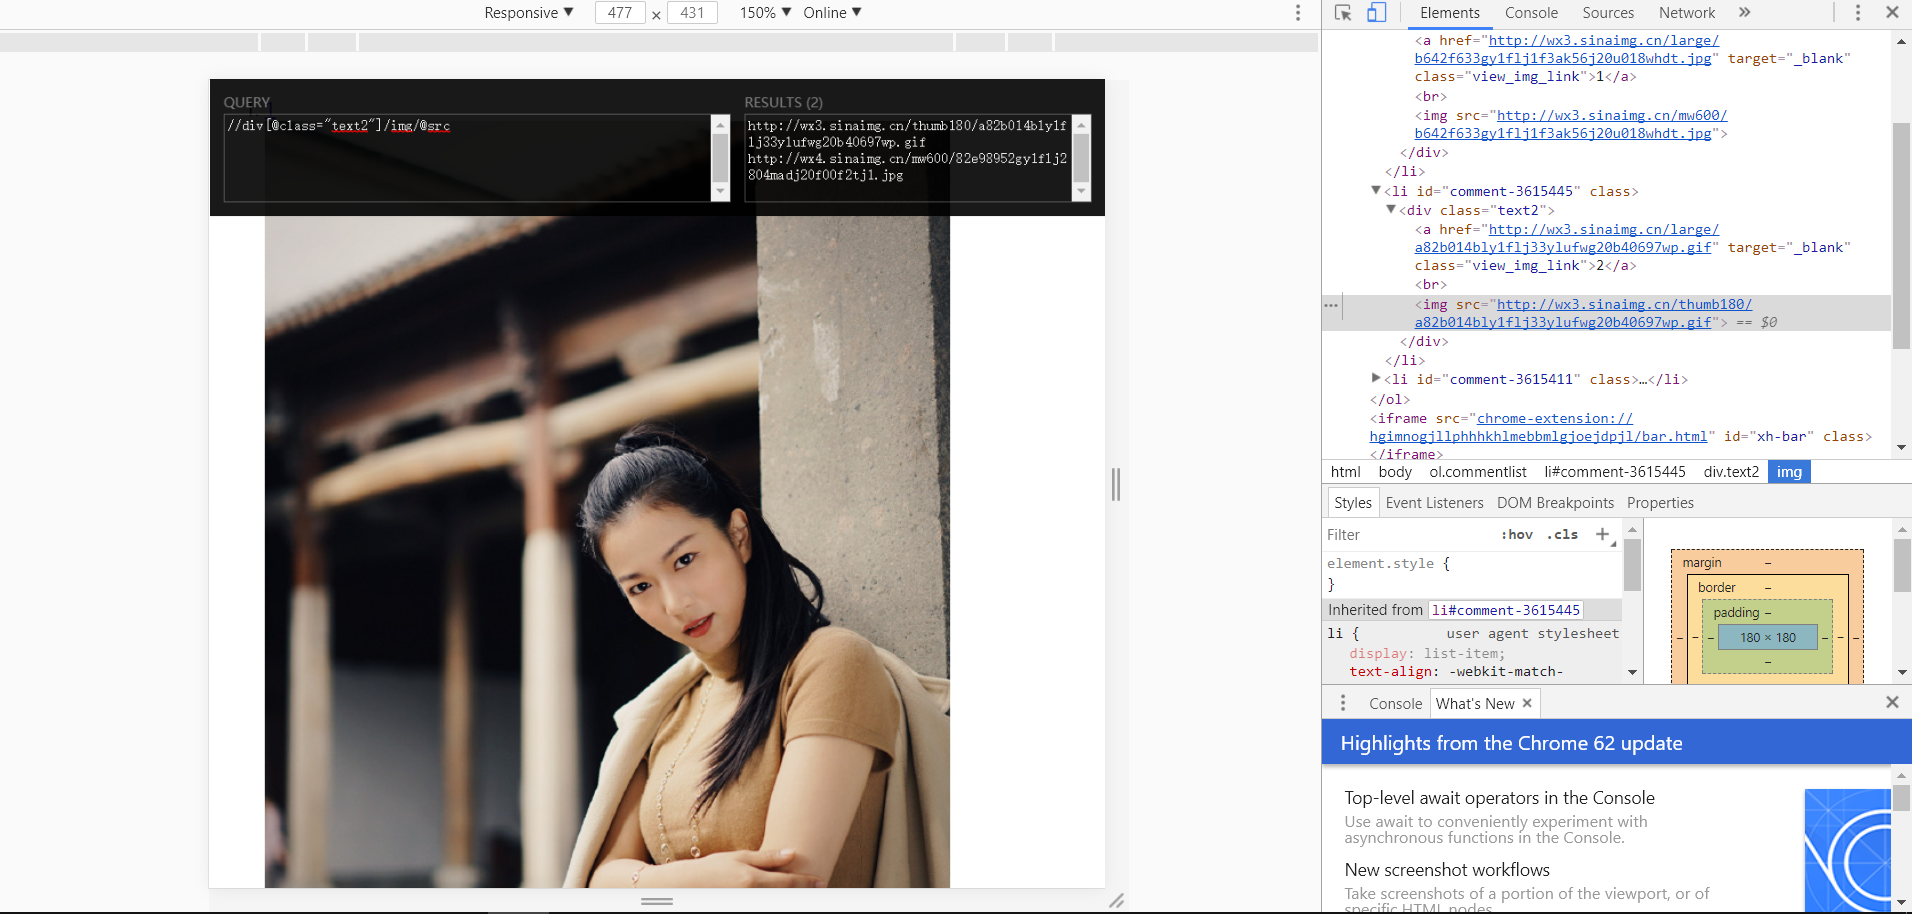 Responsive ▼ 477 × 431 150% ▼ Online ▼
QUERY
//div[@class="text2"]/img/@src
RESULTS (2)
http://wx3.sinaimg.cn/thumb180/a82b014bly1f
lj33ylufwg20b40697wp.gif
http://wx4.sinaimg.cn/mw600/82e98952gy1flj2
804madj20f00f2tjl.jpg
Elements Console Sources Network »
<a href="http://wx3.sinaimg.cn/large/
b642f633gy1flj1f3ak56j20u018whdt.jpg" target="_blank"
class="view_img_link">1</a>
<br>
<img src="http://wx3.sinaimg.cn/mw600/
b642f633gy1flj1f3ak56j20u018whdt.jpg">
</div>
</li>
▼<li id="comment-3615445" class>
▼<div class="text2">
<a href="http://wx3.sinaimg.cn/large/
a82b014bly1flj33ylufwg20b40697wp.gif" target="_blank"
class="view_img_link">2</a>
<br>
<img src="http://wx3.sinaimg.cn/thumb180/
a82b014bly1flj33ylufwg20b40697wp.gif"> == $0
</div>
</li>
▶<li id="comment-3615411" class>…</li>
</ol>
<iframe src="chrome-extension://
hgimnogjllphhhkhlmebbmlgjoejdpjl/bar.html" id="xh-bar" class>
</iframe>
html body ol.commentlist li#comment-3615445 div.text2 img
Styles Event Listeners DOM Breakpoints Properties
Filter :hov .cls +
element.style {
}
Inherited from li#comment-3615445
li { user agent stylesheet
display: list-item;
text-align: -webkit-match-
margin –
border –
padding –
– – – 180 × 180 – – –
–
Console What's New ×
Highlights from the Chrome 62 update
Top-level await operators in the Console
Use await to conveniently experiment with
asynchronous functions in the Console.
New screenshot workflows
Take screenshots of a portion of the viewport, or of
specific HTML nodes